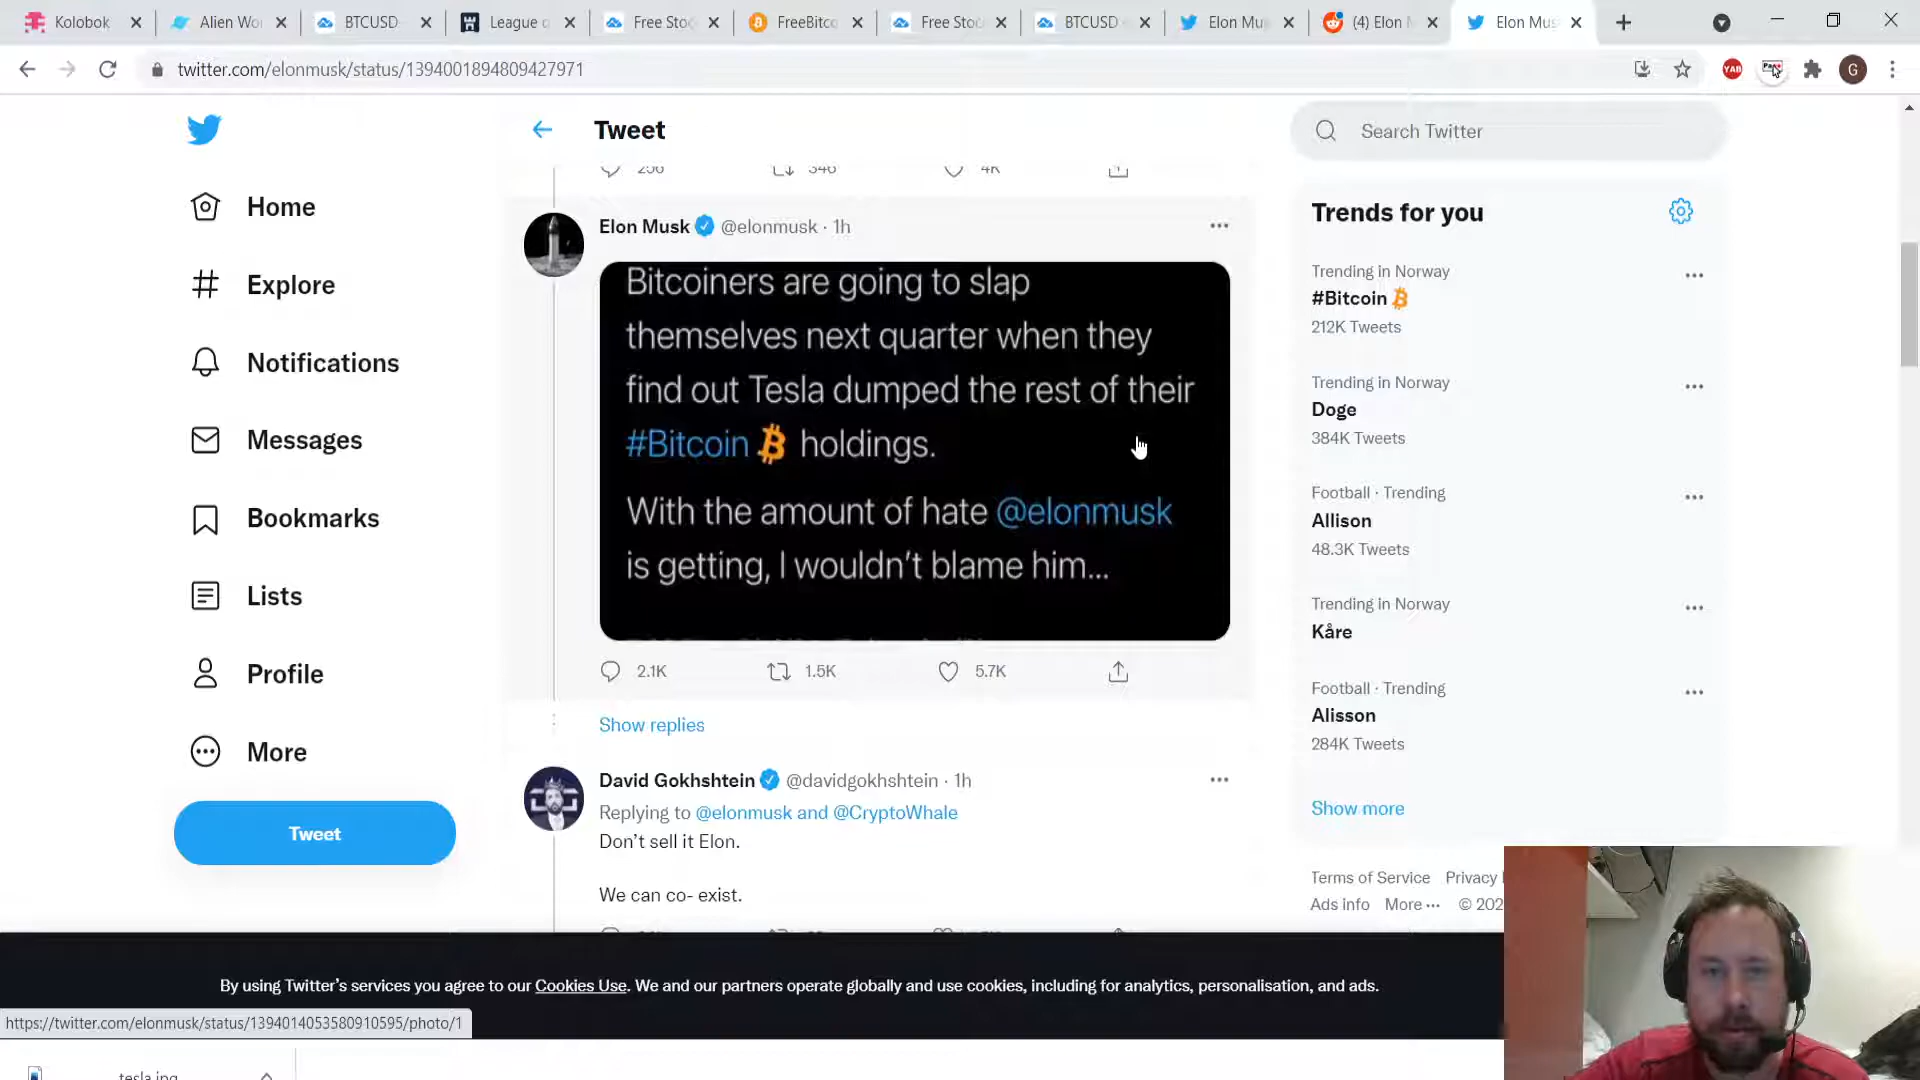 Kolobok
Alien Wo
BTCUSD
League o
Free Stoc
FreeBitco
Free Stoc
BTCUSD
Elon Mus
(4) Elon M
Elon Mus
twitter.com/elonmusk/status/1394001894809427971
YAB
G
Home
Explore
Notifications
Messages
Bookmarks
Lists
Profile
More
Tweet
Tweet
256 346 4K
Elon Musk @elonmusk · 1h
Bitcoiners are going to slap
themselves next quarter when they
find out Tesla dumped the rest of their
#Bitcoin holdings.
With the amount of hate @elonmusk
is getting, I wouldn't blame him...
2.1K 1.5K 5.7K
Show replies
David Gokhshtein @davidgokhshtein · 1h
Replying to @elonmusk and @CryptoWhale
Don't sell it Elon.
We can co- exist.
Search Twitter
Trends for you
Trending in Norway
#Bitcoin
212K Tweets
Trending in Norway
Doge
384K Tweets
Football · Trending
Allison
48.3K Tweets
Trending in Norway
Kåre
Football · Trending
Alisson
284K Tweets
Show more
Terms of Service Privacy
Ads info More ··· © 202
By using Twitter's services you agree to our Cookies Use. We and our partners operate globally and use cookies, including for analytics, personalisation, and ads.
https://twitter.com/elonmusk/status/1394014053580910595/photo/1
tesla.jpg